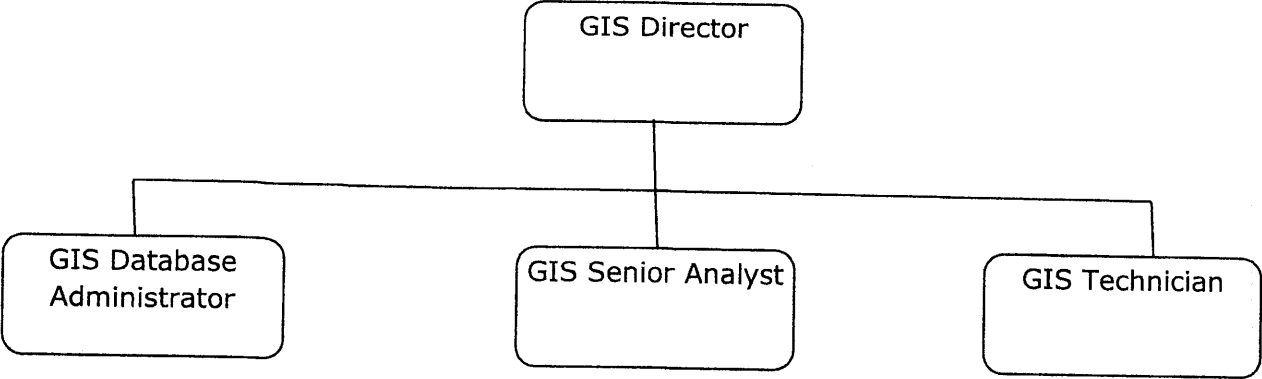 GIS Director
GIS Database
Administrator
GIS Senior Analyst
GIS Technician